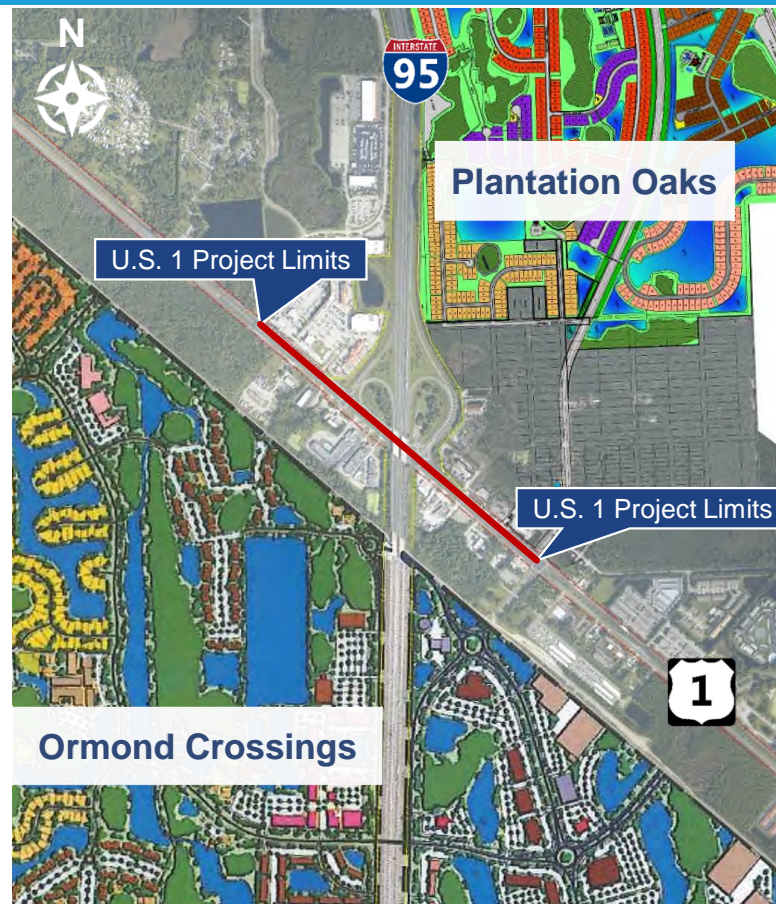 N
INTERSTATE
95
Plantation Oaks
U.S. 1 Project Limits
U.S. 1 Project Limits
1
Ormond Crossings